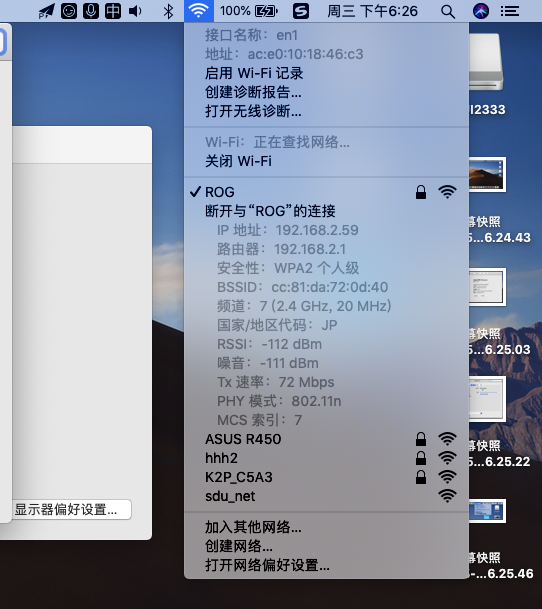 PY
中
100%
S
周三 下午6:26
接口名称： en1
地址： ac:e0:10:18:46:c3
启用 Wi-Fi 记录
创建诊断报告...
打开无线诊断...
Wi-Fi：正在查找网络...
关闭 Wi-Fi
ROG
断开与“ROG”的连接
IP 地址： 192.168.2.59
路由器： 192.168.2.1
安全性： WPA2 个人级
BSSID： cc:81:da:72:0d:40
频道： 7 (2.4 GHz, 20 MHz)
国家/地区代码： JP
RSSI： -112 dBm
噪音： -111 dBm
Tx 速率： 72 Mbps
PHY 模式： 802.11n
MCS 索引： 7
ASUS R450
hhh2
K2P_C5A3
sdu_net
加入其他网络...
创建网络...
打开网络偏好设置...
显示器偏好设置...
l2333
幕快照
5...6.24.43
幕快照
5...6.25.03
幕快照
5...6.25.22
幕快照
-...6.25.46